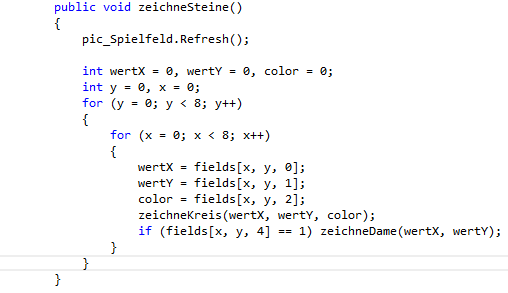 public void zeichneSteine()
{
pic_Spielfeld.Refresh();
int wertX = 0, wertY = 0, color = 0;
int y = 0, x = 0;
for (y = 0; y < 8; y++)
{
for (x = 0; x < 8; x++)
{
wertX = fields[x, y, 0];
wertY = fields[x, y, 1];
color = fields[x, y, 2];
zeichneKreis(wertX, wertY, color);
if (fields[x, y, 4] == 1) zeichneDame(wertX, wertY);
}
}
}